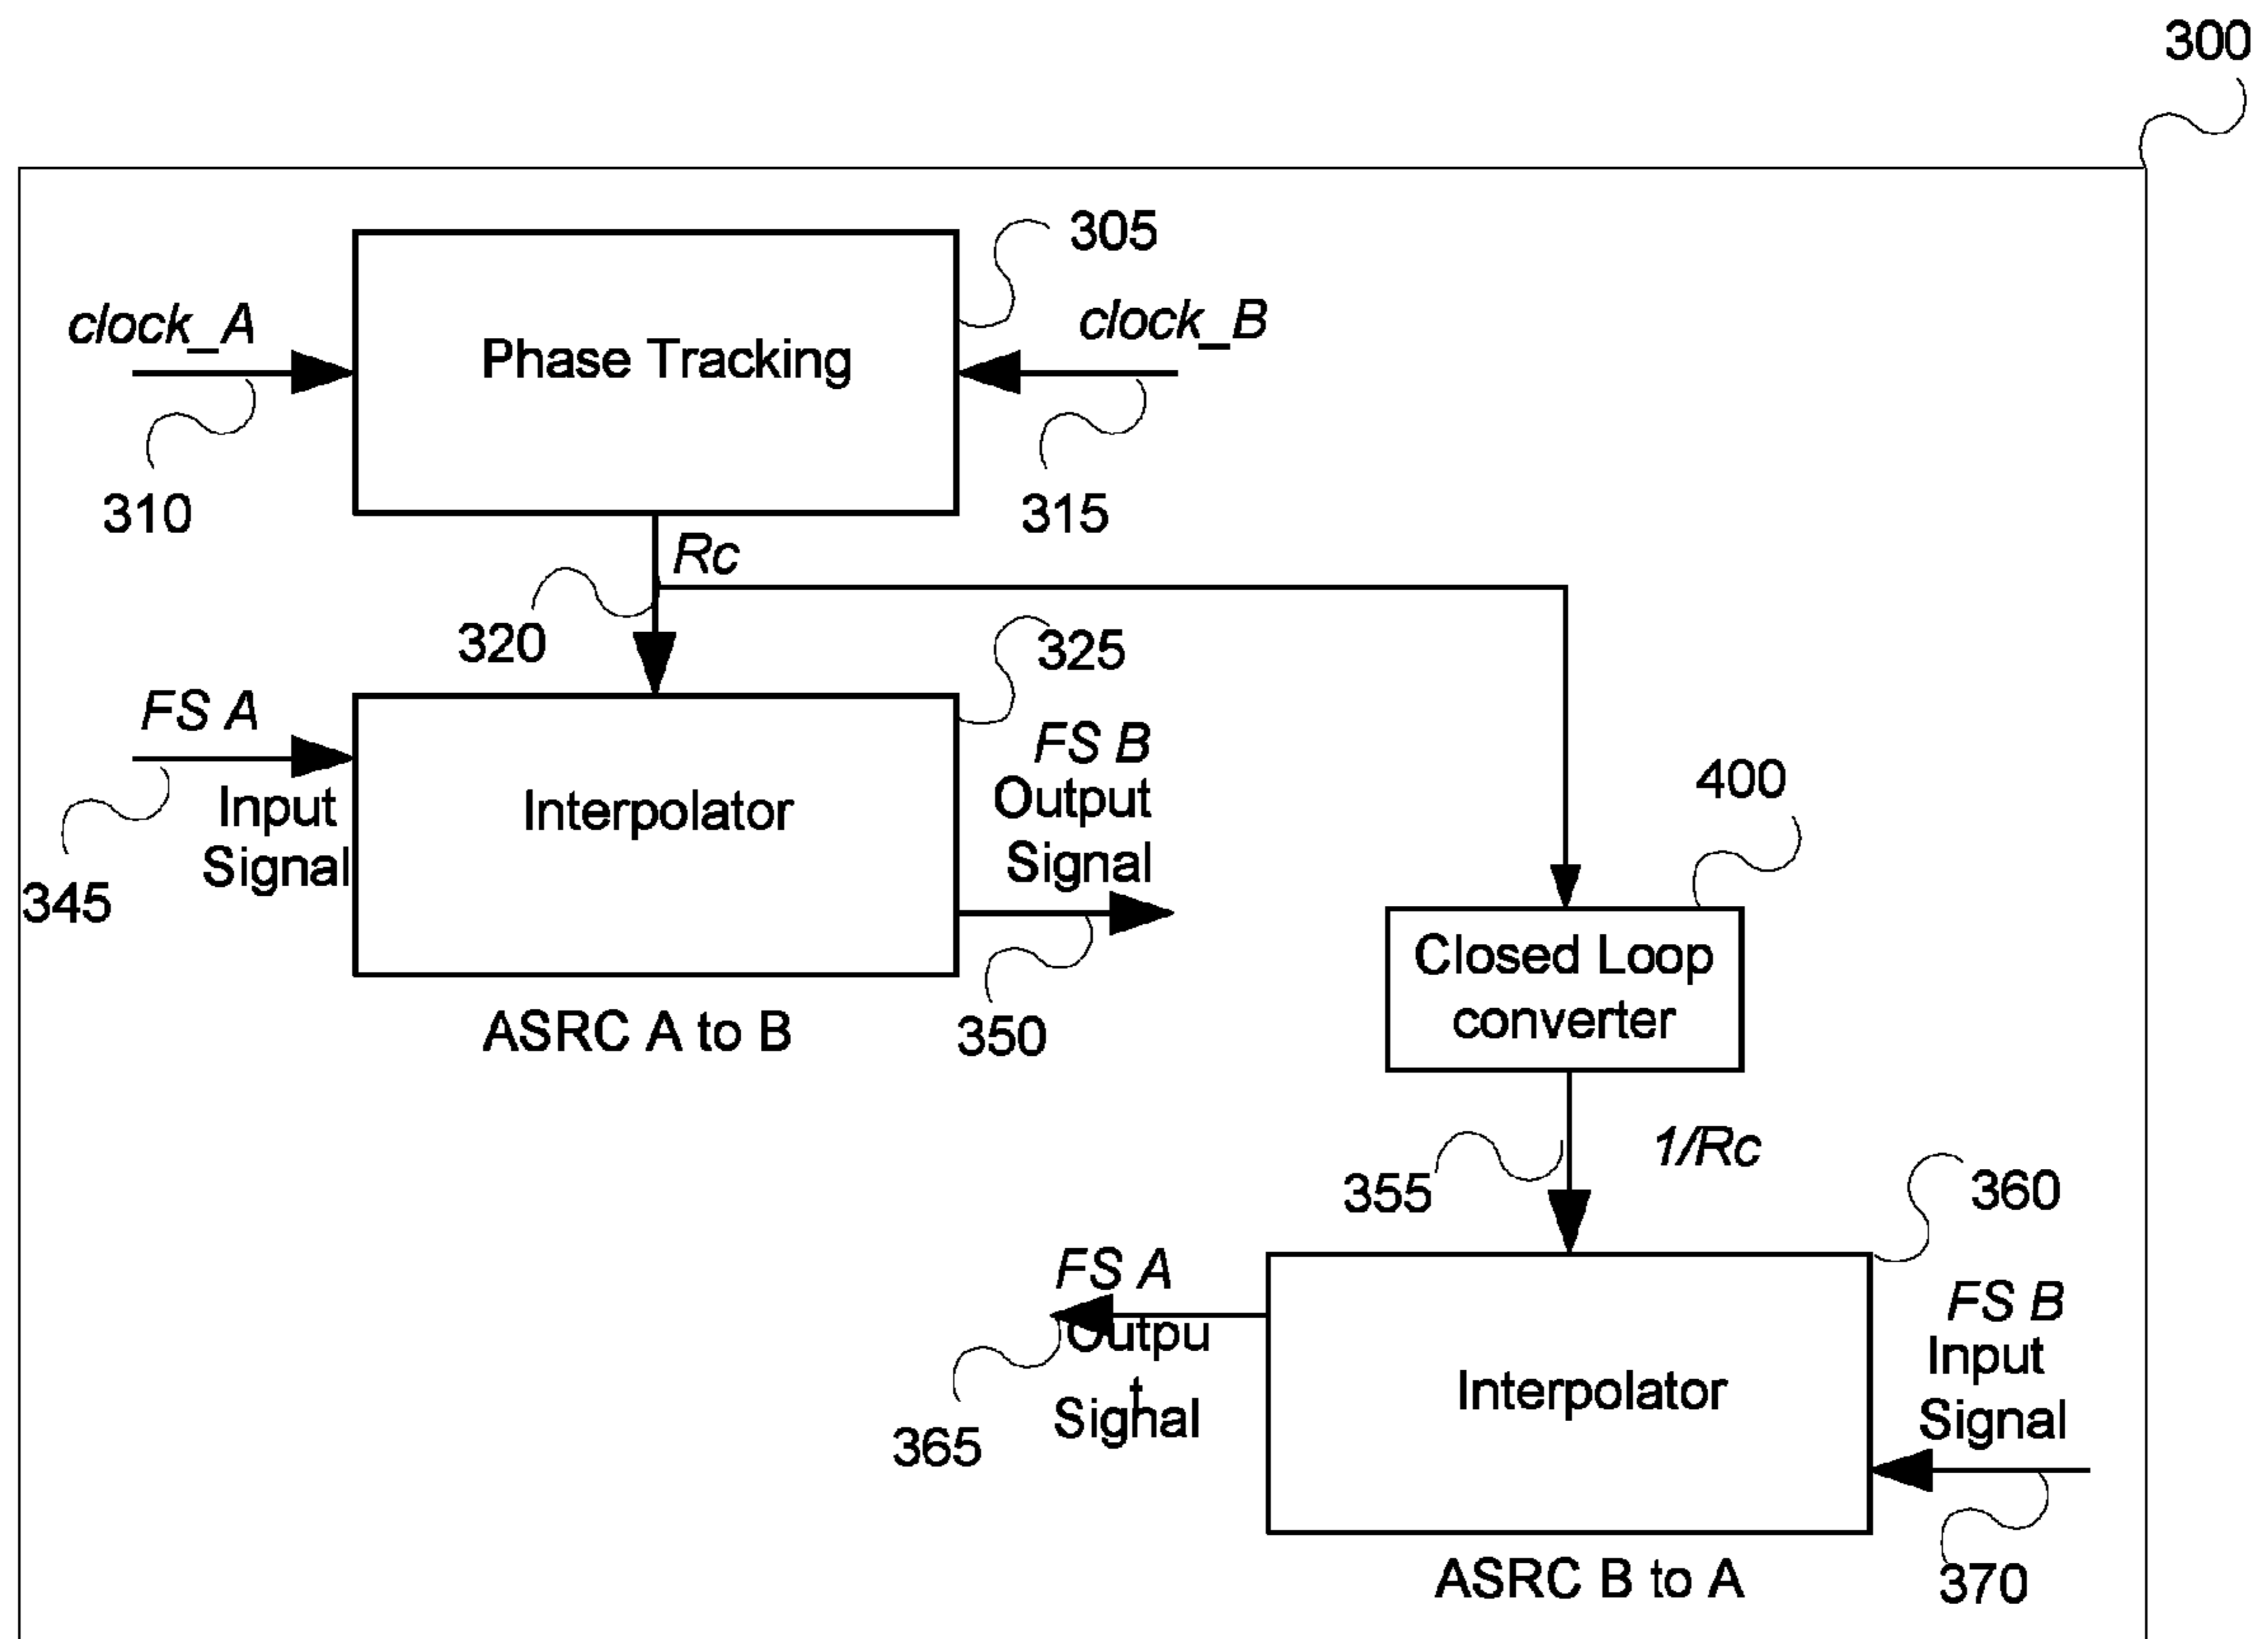 300
305
clock_A
clock_B
Phase Tracking
310
315
Rc
320
325
FS A
FS B
Input
Signal
Interpolator
Output
Signal
400
345
Closed Loop
converter
ASRC A to B
350
1/Rc
355
360
FS A
FS B
Outpu
t
Signal
Interpolator
Input
Signal
365
ASRC B to A
370